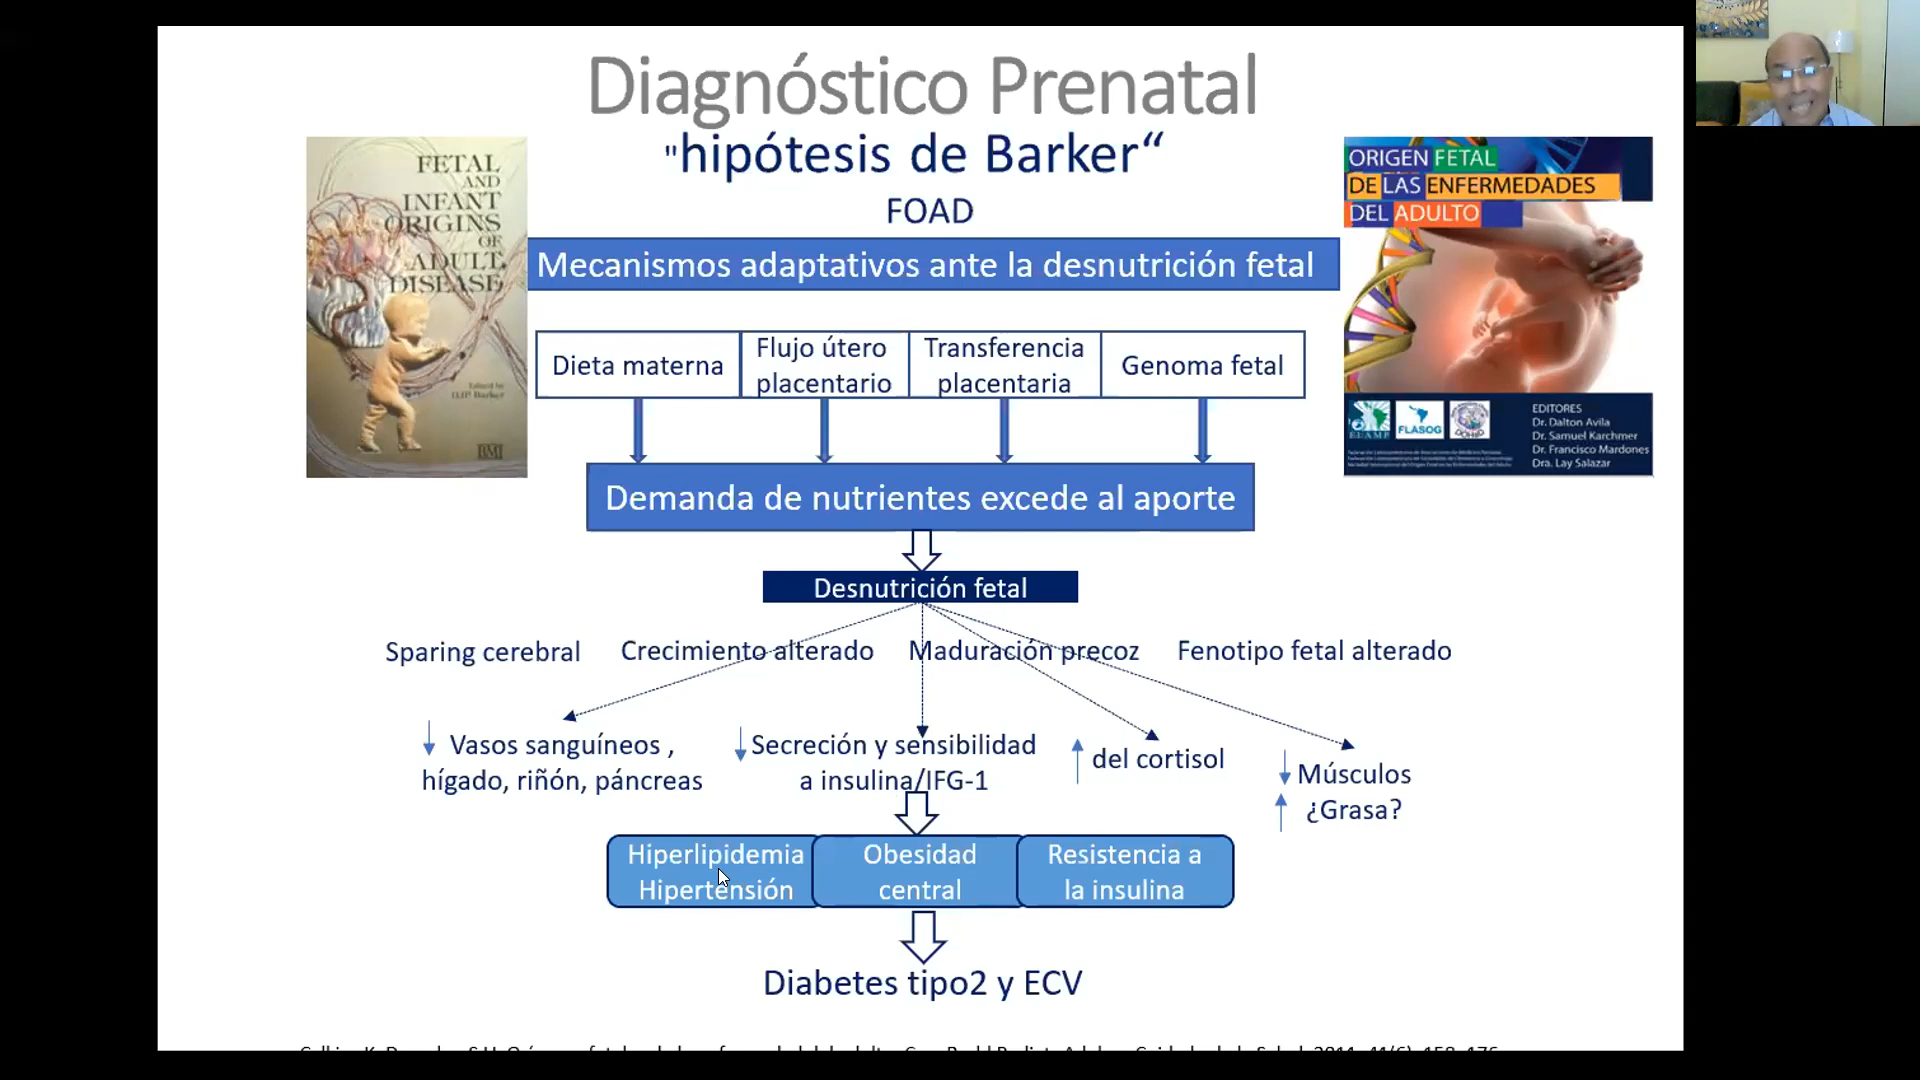 Diagnóstico Prenatal
"hipótesis de Barker“
FOAD
FETAL
AND
INFANT
ORIGINS
OF
ADULT
DISEASE
Edited by
BMJ
ORIGEN FETAL
DE LAS ENFERMEDADES
DEL ADULTO
FLASOG
EDITORES
Dr. Dalton Avila
Dr. Samuel Karchmer
Dr. Francisco Mardones
Dra. Lay Salazar
Mecanismos adaptativos ante la desnutrición fetal
Dieta materna
Flujo útero
placentario
Transferencia
placentaria
Genoma fetal
Demanda de nutrientes excede al aporte
Desnutrición fetal
Sparing cerebral
Crecimiento alterado
Maduración precoz
Fenotipo fetal alterado
Vasos sanguíneos ,
hígado, riñón, páncreas
Secreción y sensibilidad
a insulina/IFG-1
del cortisol
Músculos
¿Grasa?
Hiperlipidemia
Hipertensión
Obesidad
central
Resistencia a
la insulina
Diabetes tipo2 y ECV